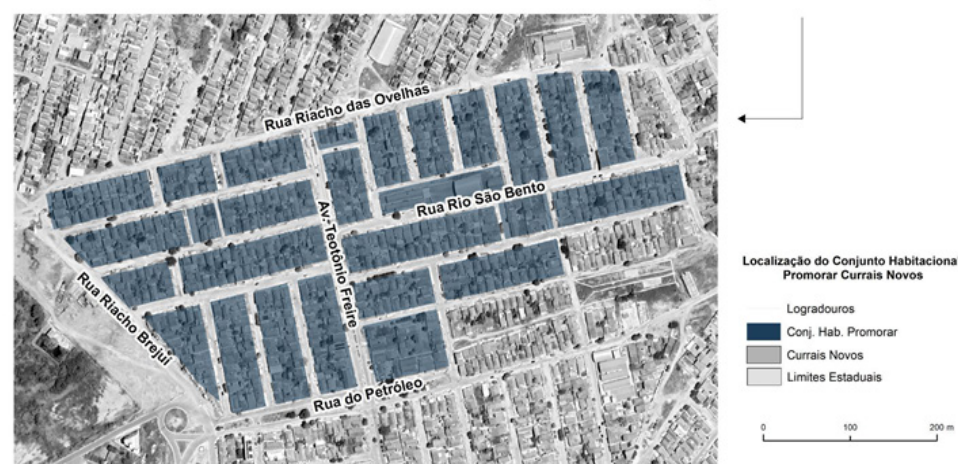 Rua Riacho das Ovelhas
Rua Rio São Bento
Av. Teotônio Freire
Rua Riacho Brejuí
Rua do Petróleo
Localização do Conjunto Habitacional
Promorar Currais Novos
Logradouros
Conj. Hab. Promorar
Currais Novos
Limites Estaduais
0 100 200 m